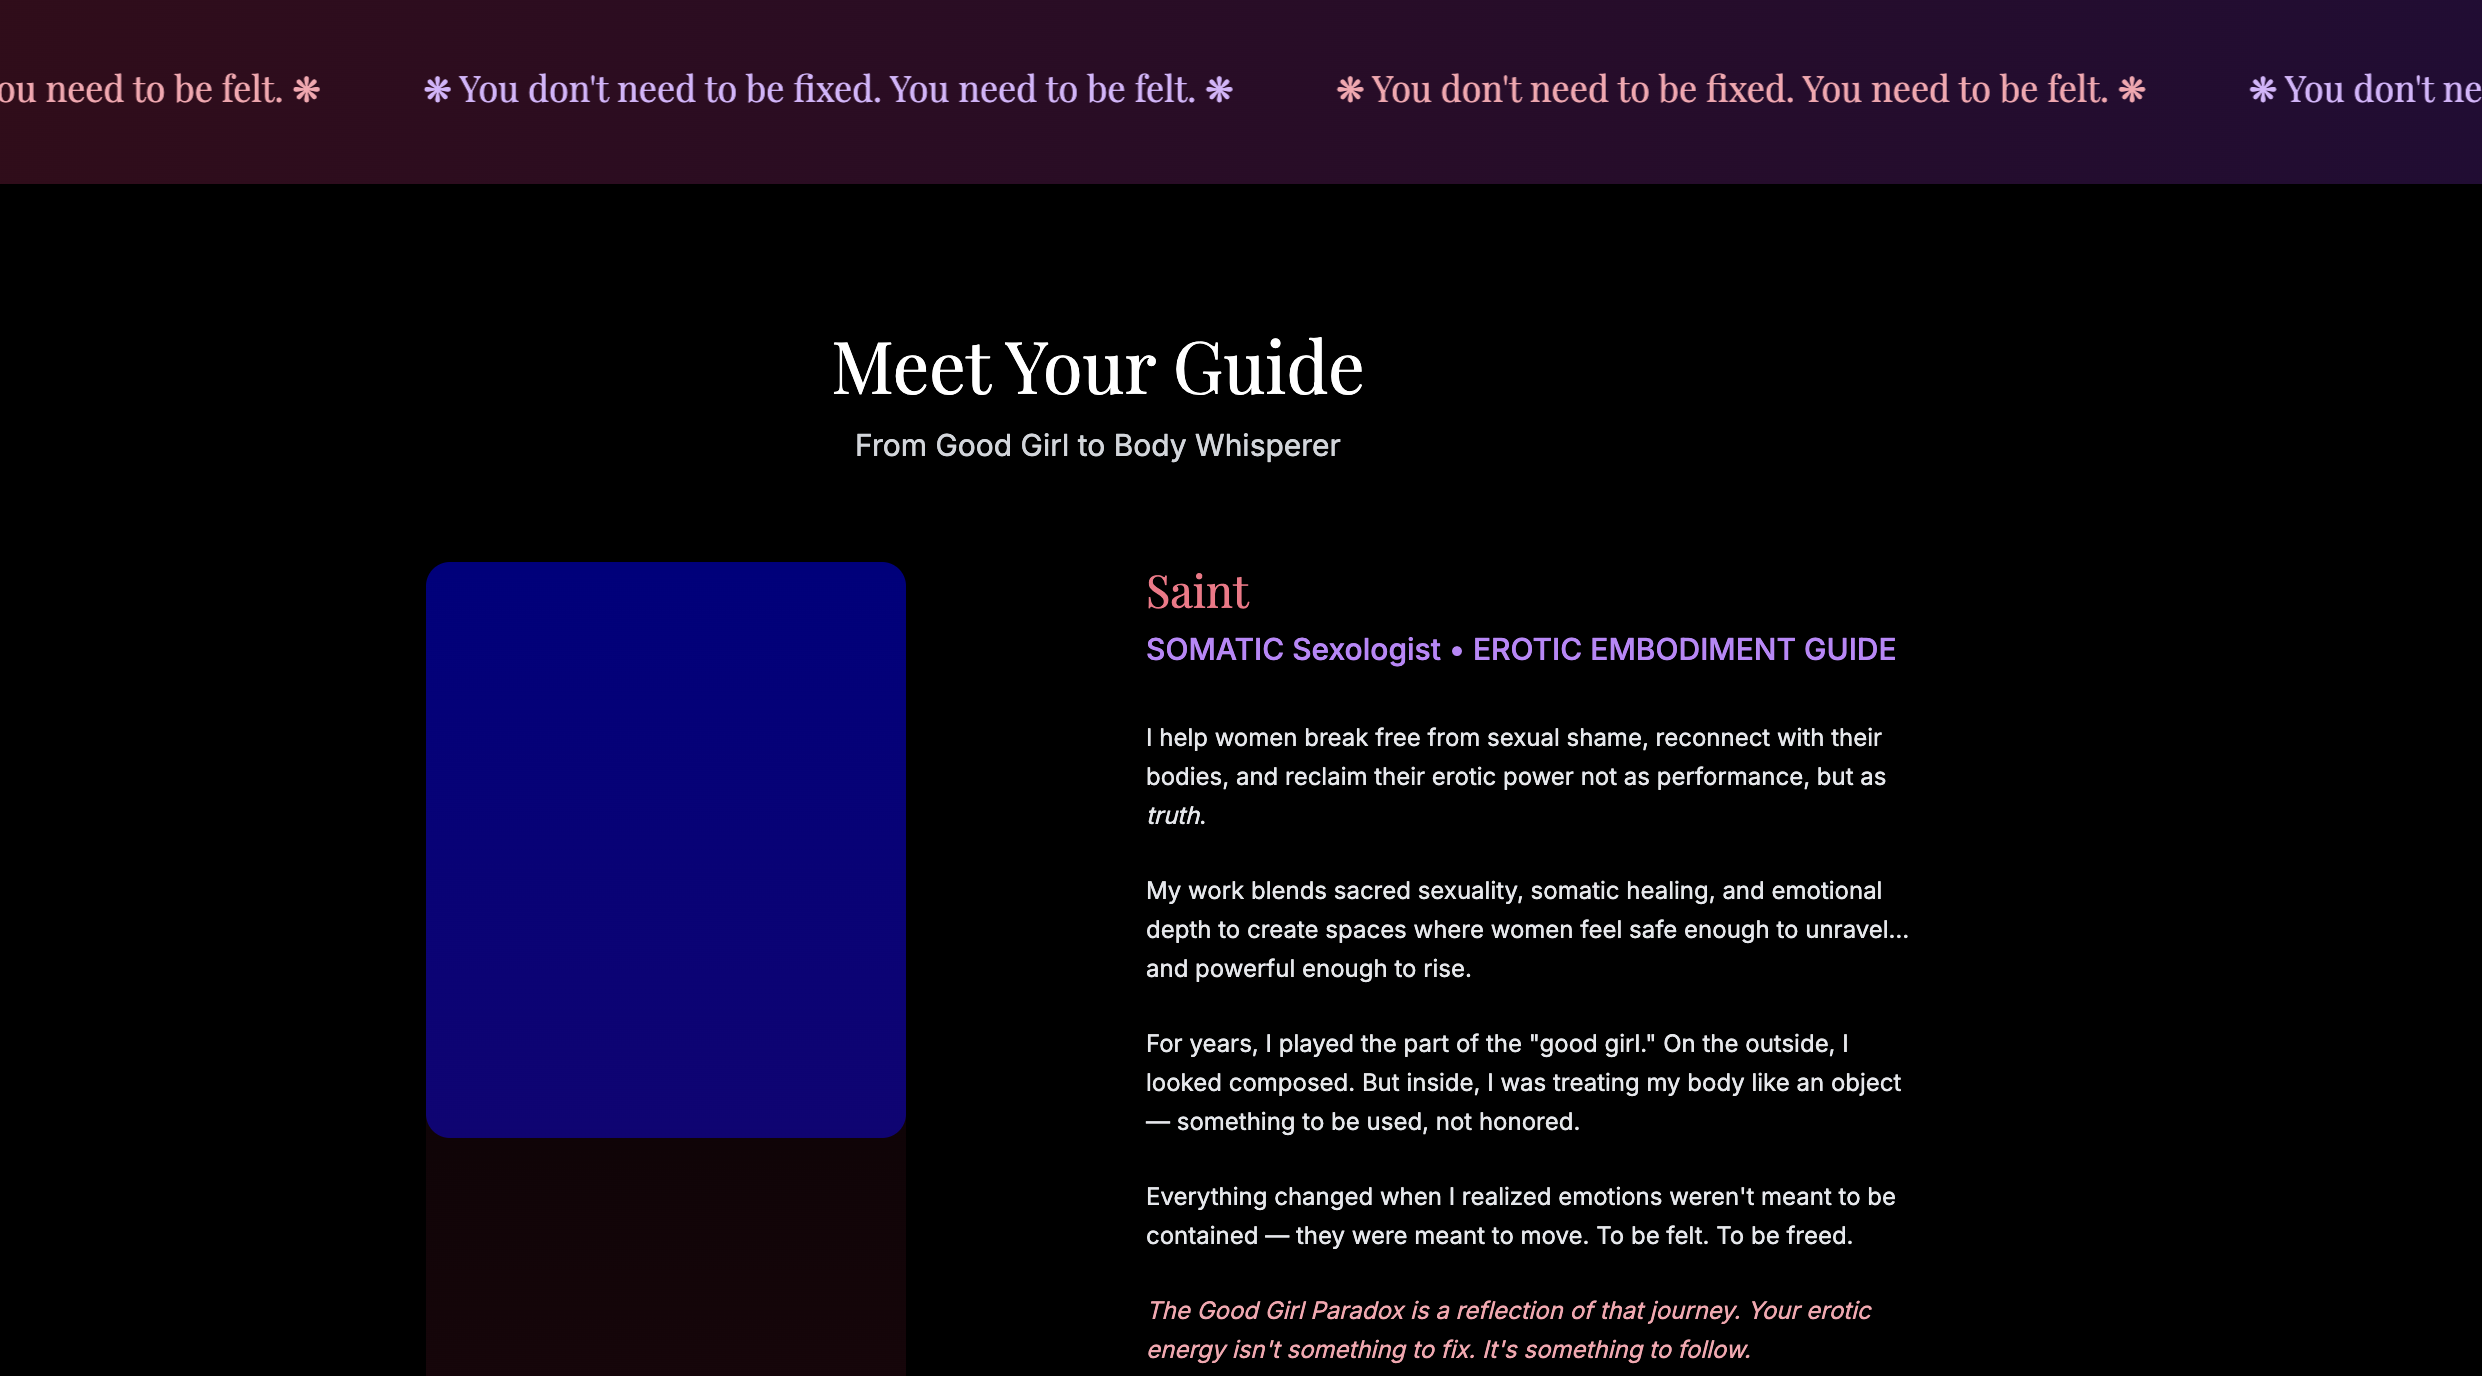 ou need to be felt. ❋ ❋ You don't need to be fixed. You need to be felt. ❋ ❋ You don't need to be fixed. You need to be felt. ❋ ❋ You don't ne
Meet Your Guide
From Good Girl to Body Whisperer
Saint
SOMATIC Sexologist • EROTIC EMBODIMENT GUIDE
I help women break free from sexual shame, reconnect with their
bodies, and reclaim their erotic power not as performance, but as
truth.
My work blends sacred sexuality, somatic healing, and emotional
depth to create spaces where women feel safe enough to unravel...
and powerful enough to rise.
For years, I played the part of the "good girl." On the outside, I
looked composed. But inside, I was treating my body like an object
— something to be used, not honored.
Everything changed when I realized emotions weren't meant to be
contained — they were meant to move. To be felt. To be freed.
The Good Girl Paradox is a reflection of that journey. Your erotic
energy isn't something to fix. It's something to follow.